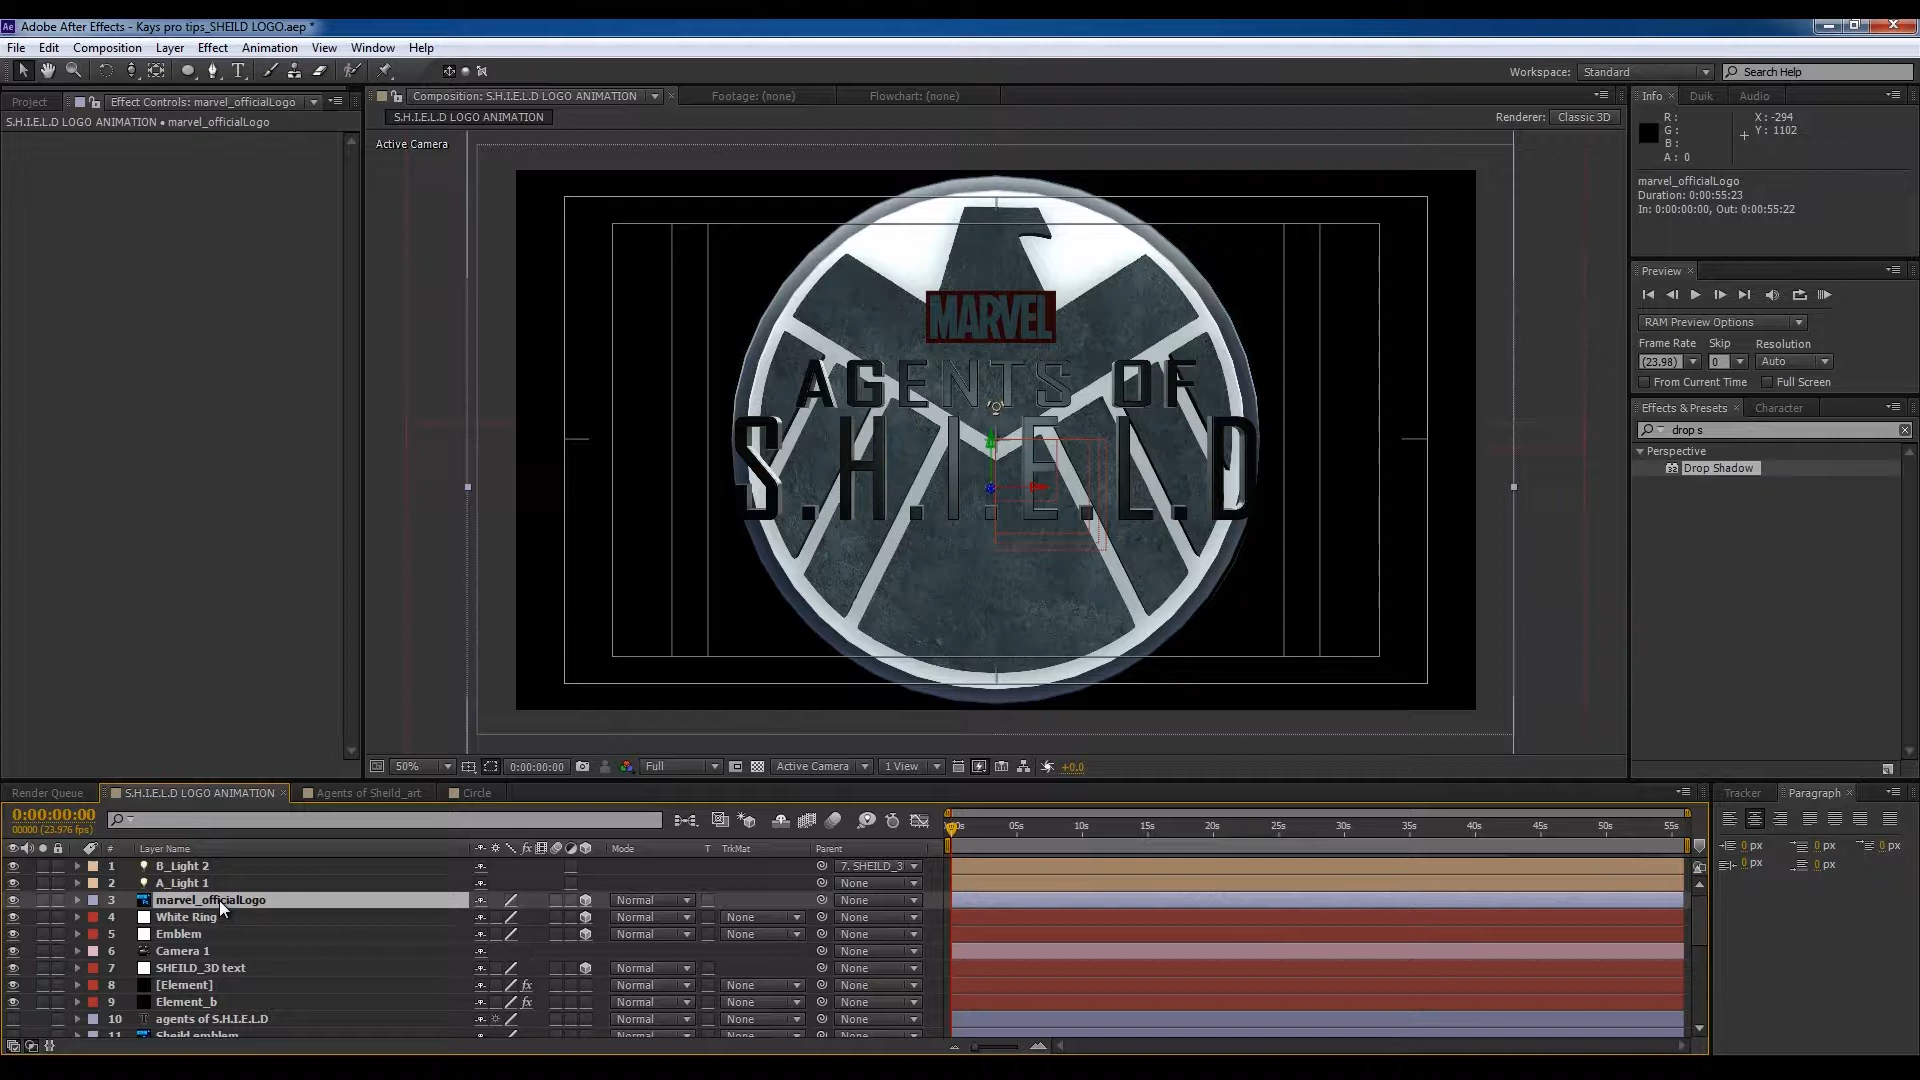 Ae Adobe After Effects - Kays pro tips_SHEILD LOGO.aep *
File Edit Composition Layer Effect Animation View Window Help
Workspace: Standard Search Help
Project Effect Controls: marvel_officialLogo
S.H.I.E.L.D LOGO ANIMATION • marvel_officialLogo
Composition: S.H.I.E.L.D LOGO ANIMATION Footage: (none) Flowchart: (none)
S.H.I.E.L.D LOGO ANIMATION Renderer: Classic 3D
Active Camera
MARVEL
AGENTS OF
S.H.I.E.L.D
50% 0:00:00:00 Full Active Camera 1 View +0.0
Info Duik Audio
R : X : -294
G : Y : 1102
B :
A : 0
marvel_officialLogo
Duration: 0:00:55:23
In: 0:00:00:00, Out: 0:00:55:22
Preview
RAM Preview Options
Frame Rate Skip Resolution
(23.98) 0 Auto
From Current Time Full Screen
Effects & Presets Character
drop s
Perspective
32 Drop Shadow
Render Queue S.H.I.E.L.D LOGO ANIMATION Agents of Sheild_art Circle
0:00:00:00
00000 (23.976 fps)
05s 10s 15s 20s 25s 30s 35s 40s 45s 50s 55s
# Layer Name fx Mode T TrkMat Parent
1 B_Light 2 7. SHEILD_3
2 A_Light 1 None
3 marvel_officialLogo Normal None
4 White Ring Normal None None
5 Emblem Normal None None
6 Camera 1 None
7 SHEILD_3D text Normal None
8 [Element] fx Normal None None
9 Element_b fx Normal None None
10 agents of S.H.I.E.L.D Normal None None
11 Sheild emblem
Tracker Paragraph
0 px 0 px 0 px
0 px 0 px